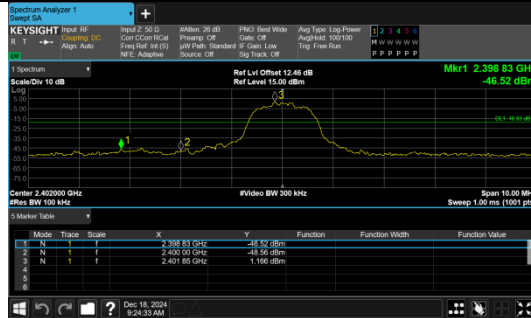 Spectrum Analyzer 1
Swept SA
+
KEYSIGHT Input: RF Input Z: 50 Ω #Atten: 26 dB PNO: Best Wide Avg Type: Log-Power 1 2 3 4 5 6
R T Coupling: DC Corr CCorr RCal Preamp: Off Gate: Off Avg|Hold: 100/100 M W W W W W
Align: Auto Freq Ref: Int (S) µW Path: Standard IF Gain: Low Trig: Free Run
NFE: Adaptive Source: Off Sig Track: Off P P P P P P
1 Spectrum
Scale/Div 10 dB
Ref Lvl Offset 12.46 dB
Ref Level 15.00 dBm
Mkr1 2.398 83 GH
-46.52 dBm
Log
5.00
-5.00
-15.0
-25.0
-35.0
-45.0
-55.0
-65.0
-75.0
1
2
3
Center 2.402000 GHz #Video BW 300 kHz Span 10.00 MH
#Res BW 100 kHz Sweep 1.00 ms (1001 pts
5 Marker Table
Mode Trace Scale X Y Function Function Width Function Value
1 N 1 f 2.398 83 GHz -46.52 dBm
2 N 1 f 2.400 00 GHz -48.56 dBm
3 N 1 f 2.401 85 GHz 1.166 dBm
4
5
6
?
Dec 18, 2024
9:24:33 AM